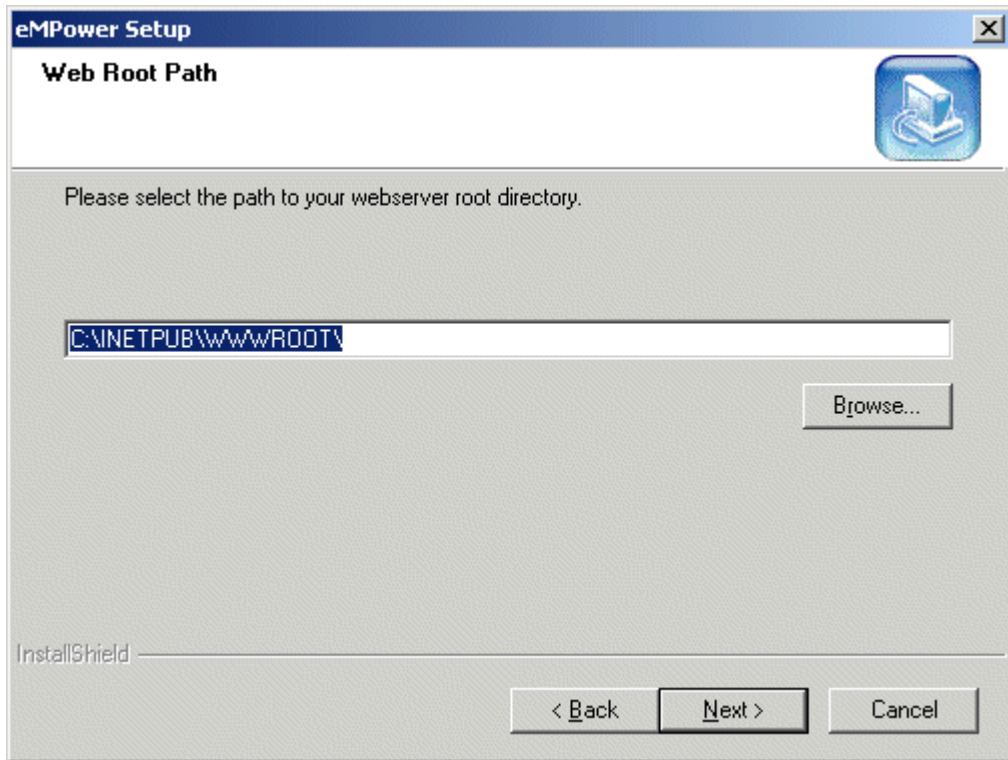 eMPower Setup
Web Root Path
Please select the path to your webserver root directory.
C:\INETPUB\WWWROOT\
Browse...
InstallShield
< Back Next > Cancel